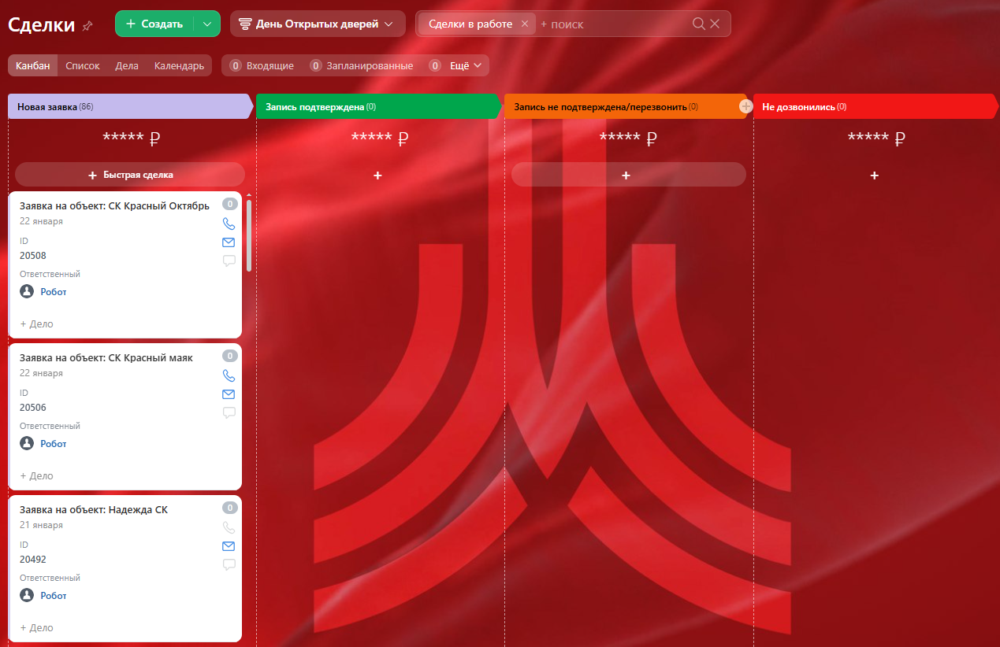 Сделки
Создать
День Открытых дверей
Сделки в работе
+ поиск
Канбан Список Дела Календарь
0 Входящие 0 Запланированные 0 Ещё
Новая заявка (86)
Запись подтверждена (0)
Запись не подтверждена/перезвонить (0)
Не дозвонились (0)
***** ₽
***** ₽
***** ₽
***** ₽
+ Быстрая сделка
+
+
+
Заявка на объект: СК Красный Октябрь
0
22 января
ID
20508
Ответственный
Робот
+ Дело
Заявка на объект: СК Красный маяк
0
22 января
ID
20506
Ответственный
Робот
+ Дело
Заявка на объект: Надежда СК
0
21 января
ID
20492
Ответственный
Робот
+ Дело